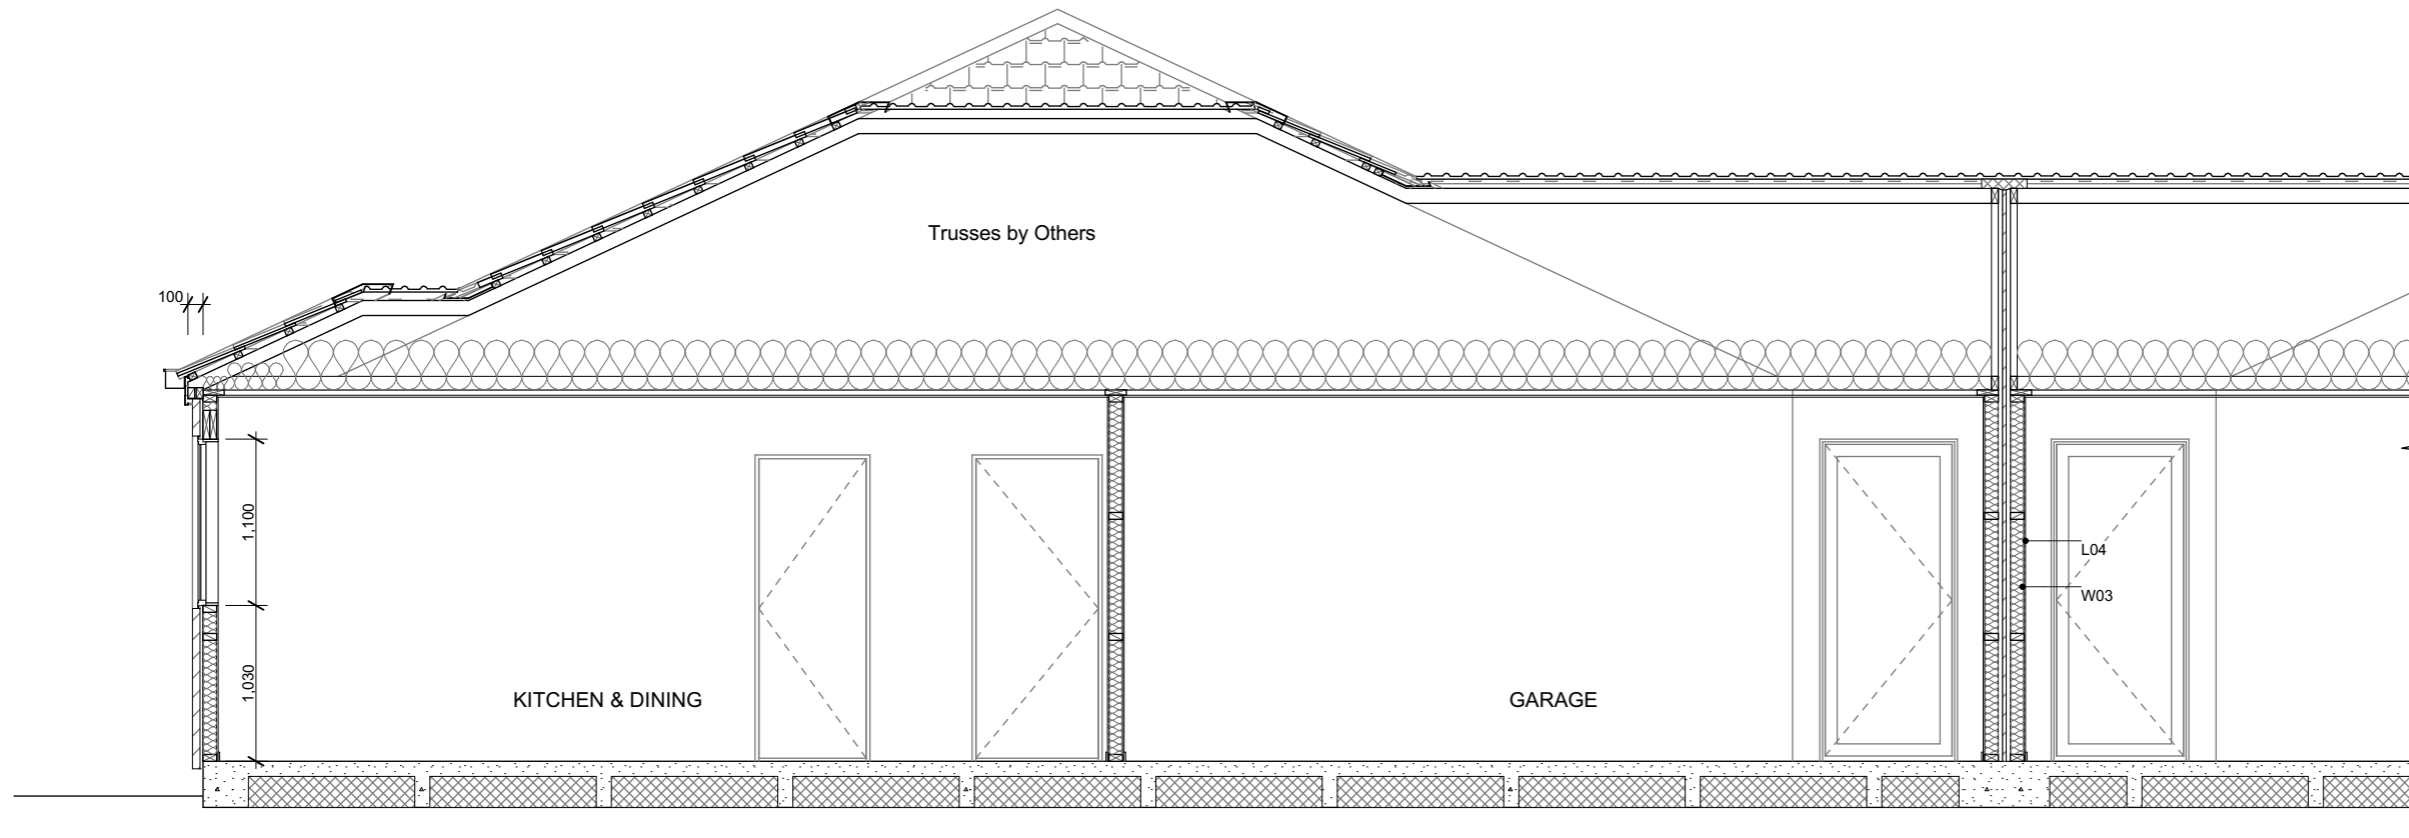 Trusses by Others
100
1,100
L04
W03
1,030
KITCHEN & DINING
GARAGE